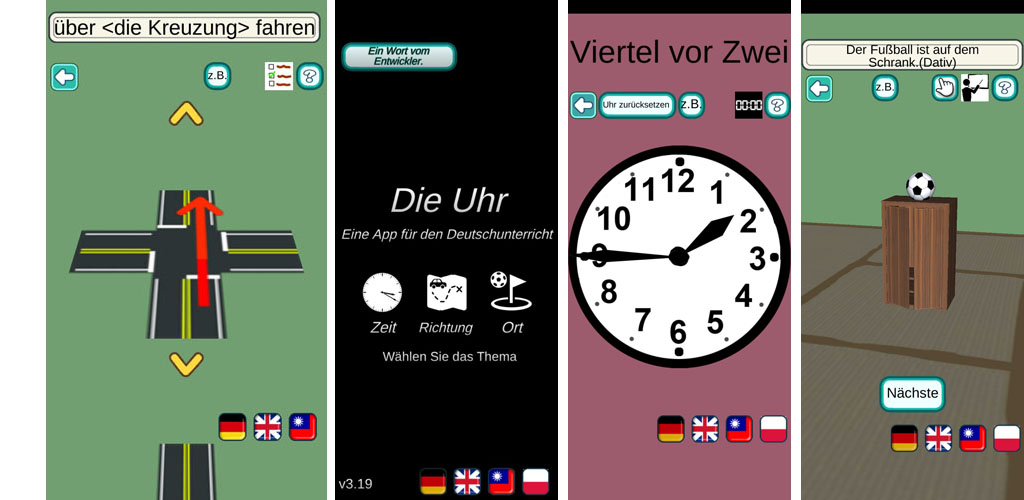 über <die Kreuzung> fahren
z.B.
Ein Wort vom
Entwickler.
Die Uhr
Eine App für den Deutschunterricht
Zeit
Richtung
Ort
Wählen Sie das Thema
v3.19
Viertel vor Zwei
Uhr zurücksetzen
z.B.
00:00
12
1
2
3
4
5
6
7
8
9
10
11
Der Fußball ist auf dem
Schrank.(Dativ)
z.B.
Nächste